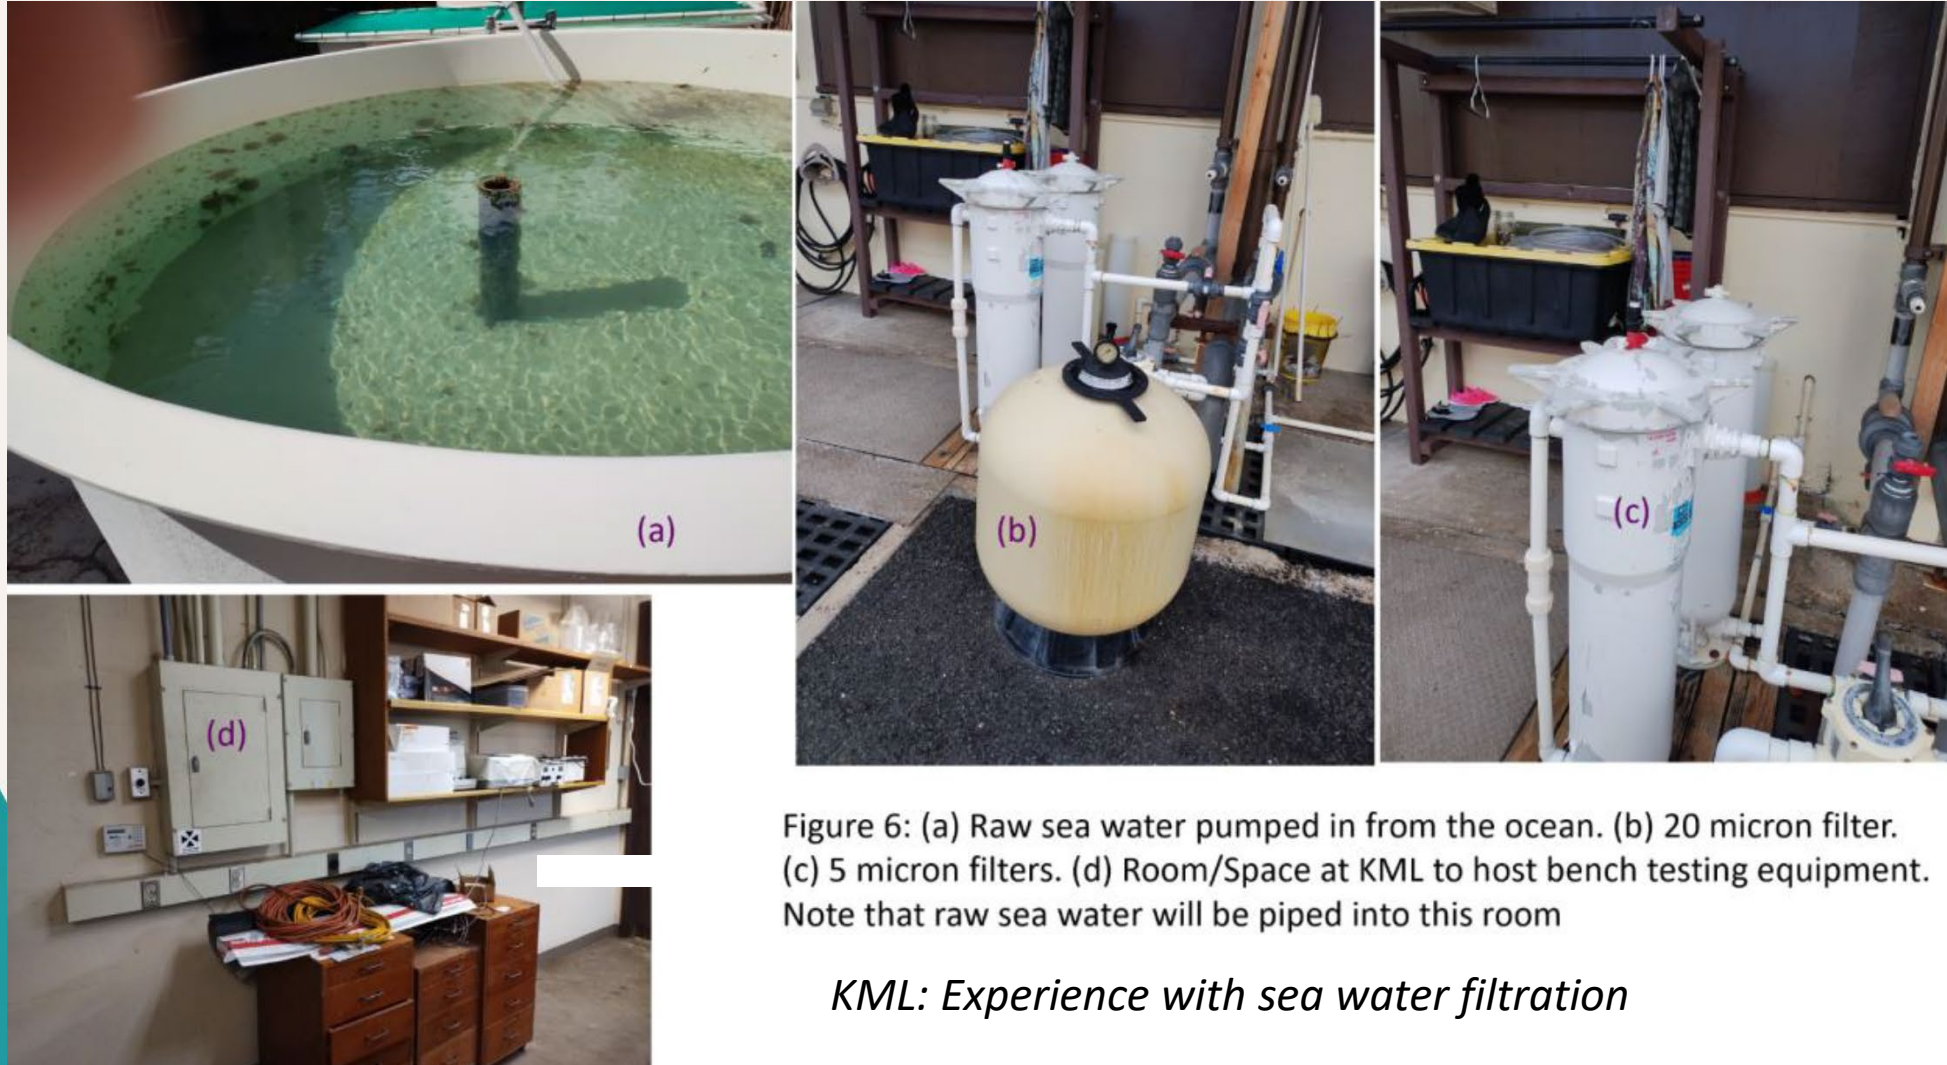 (a)
(b)
(c)
(d)
Figure 6: (a) Raw sea water pumped in from the ocean. (b) 20 micron filter.
(c) 5 micron filters. (d) Room/Space at KML to host bench testing equipment.
Note that raw sea water will be piped into this room
KML: Experience with sea water filtration